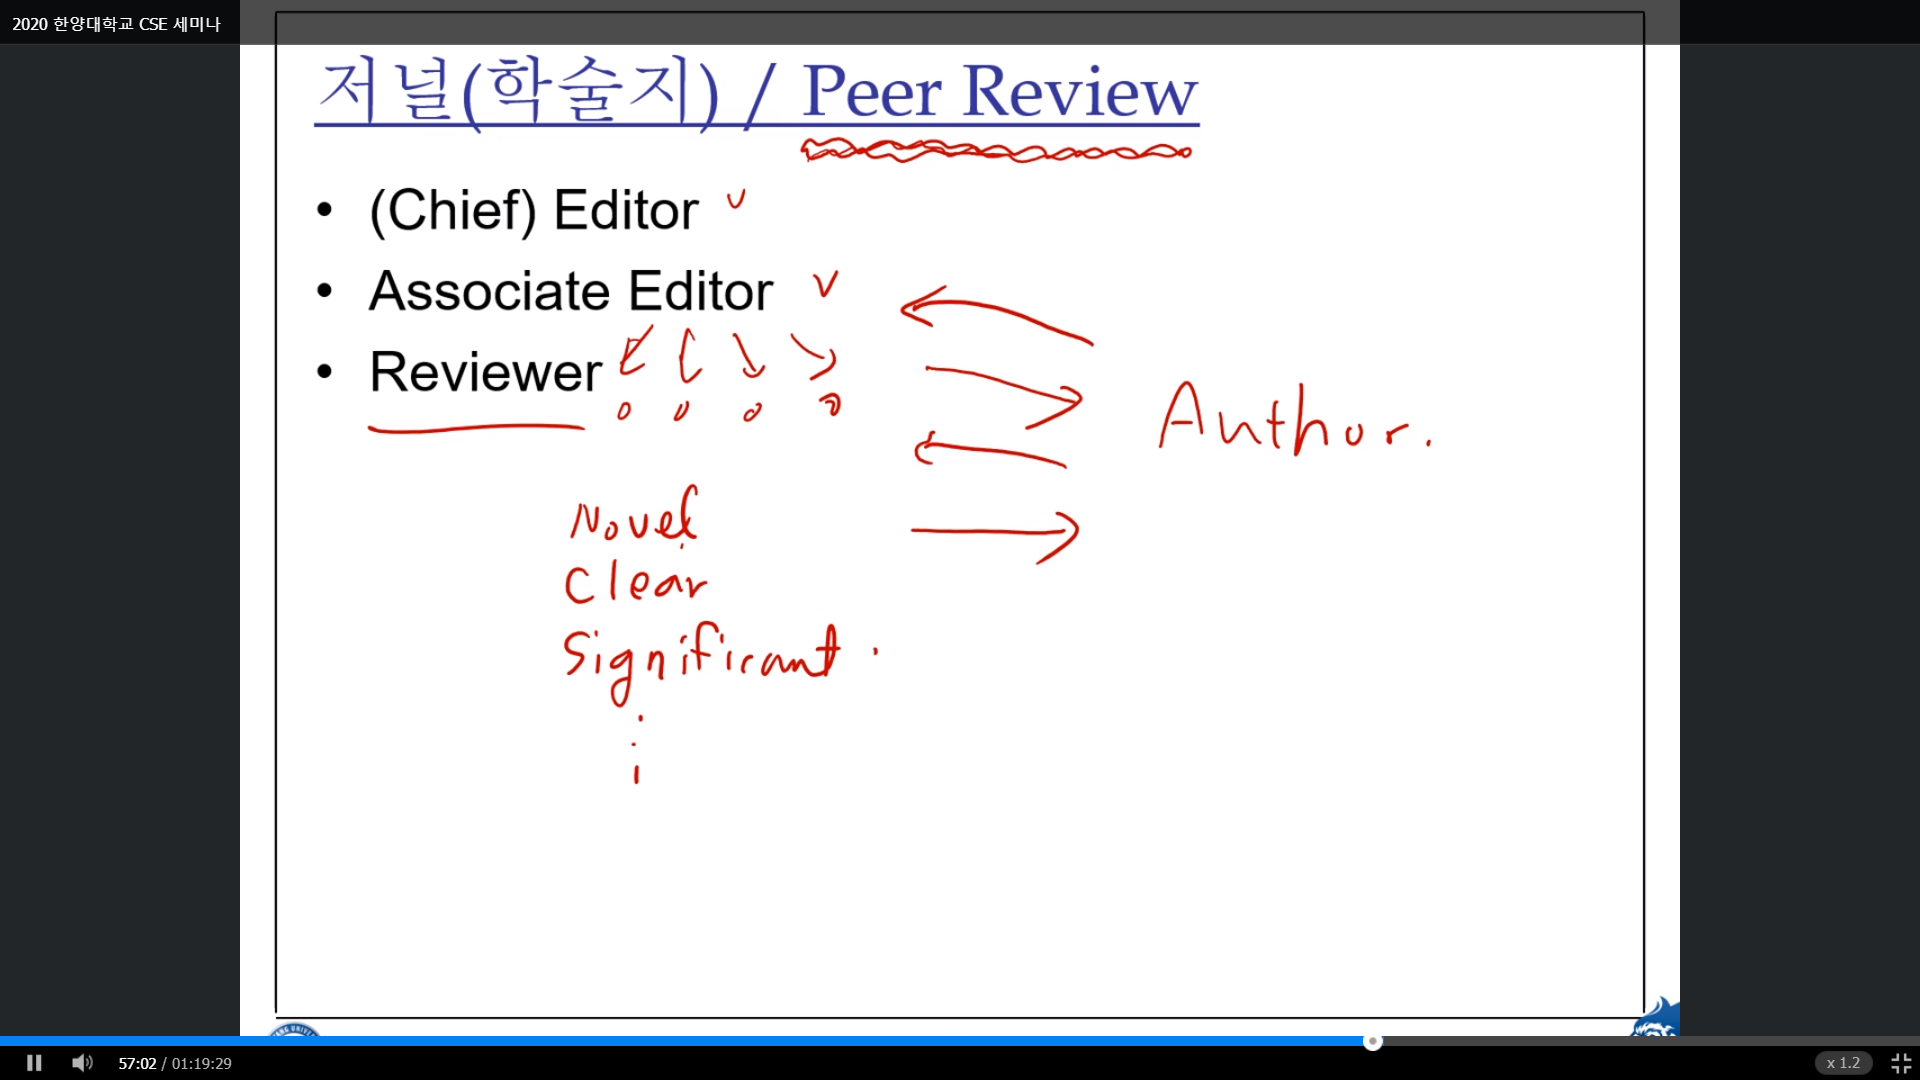 2020 한양대학교 CSE 세미나
저널(학술지) / Peer Review
• (Chief) Editor v
• Associate Editor v
• Reviewer
Author.
Novel
Clear
Significant.
57:02 / 01:19:29
x 1.2